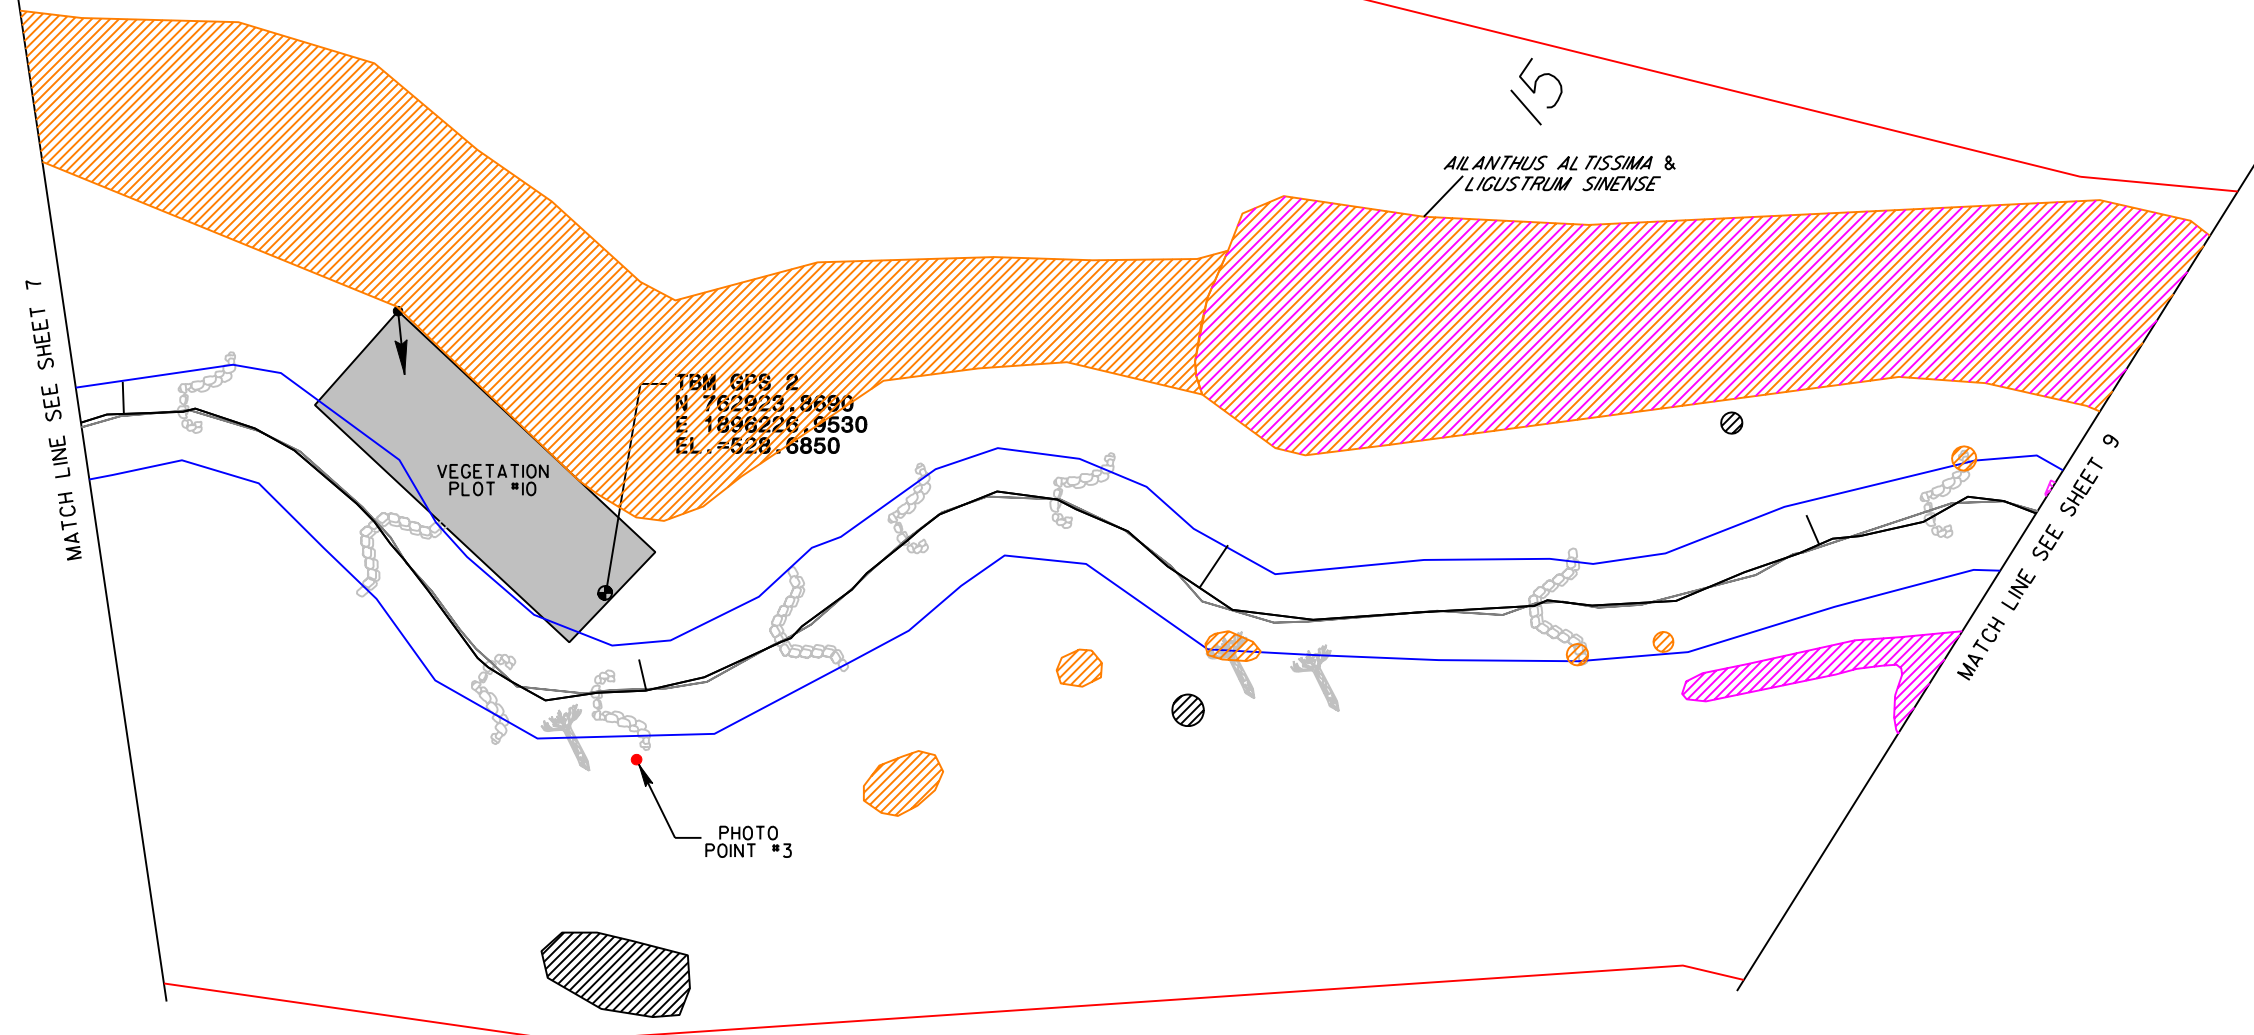 15
AILANTHUS ALTISSIMA &
LIGUSTRUM SINENSE
MATCH LINE SEE SHEET 7
TBM GPS 2
N 762923.8690
E 1896226.9530
EL.=528.6850
VEGETATION
PLOT #10
MATCH LINE SEE SHEET 9
PHOTO
POINT #3